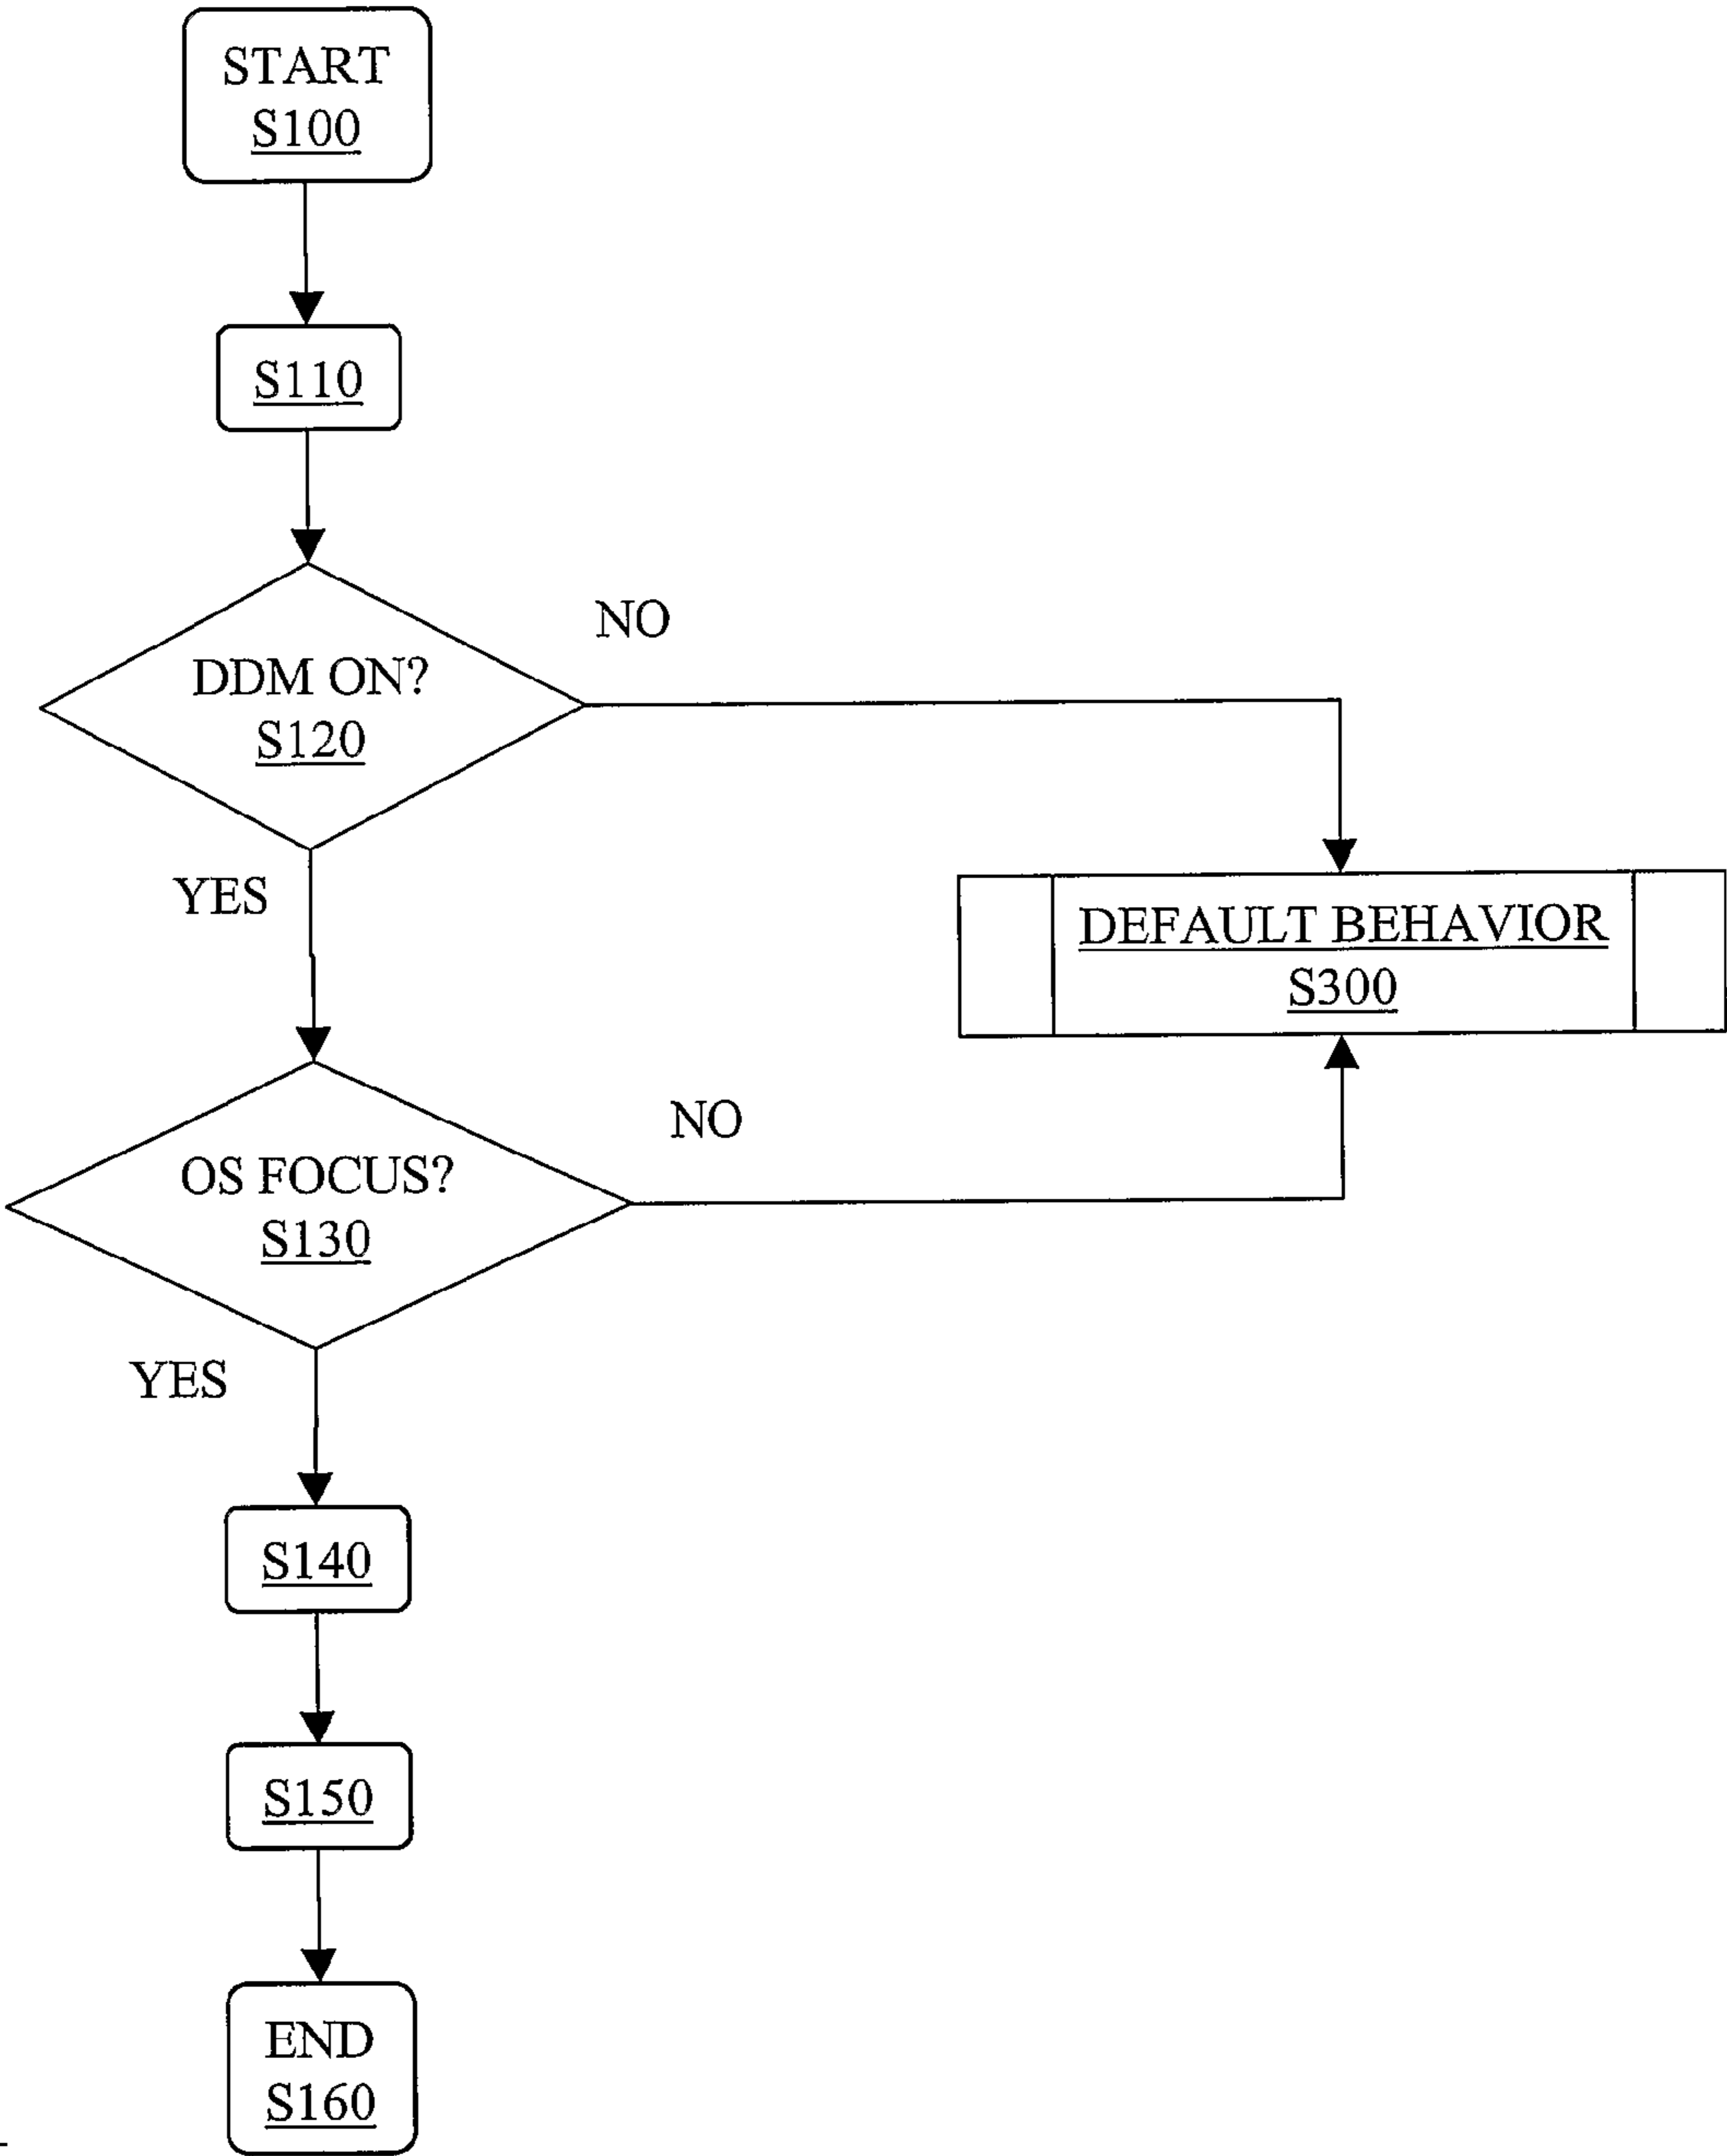 START
S100
S110
NO
DDM ON?
S120
YES
DEFAULT BEHAVIOR
S300
NO
OS FOCUS?
S130
YES
S140
S150
END
S160